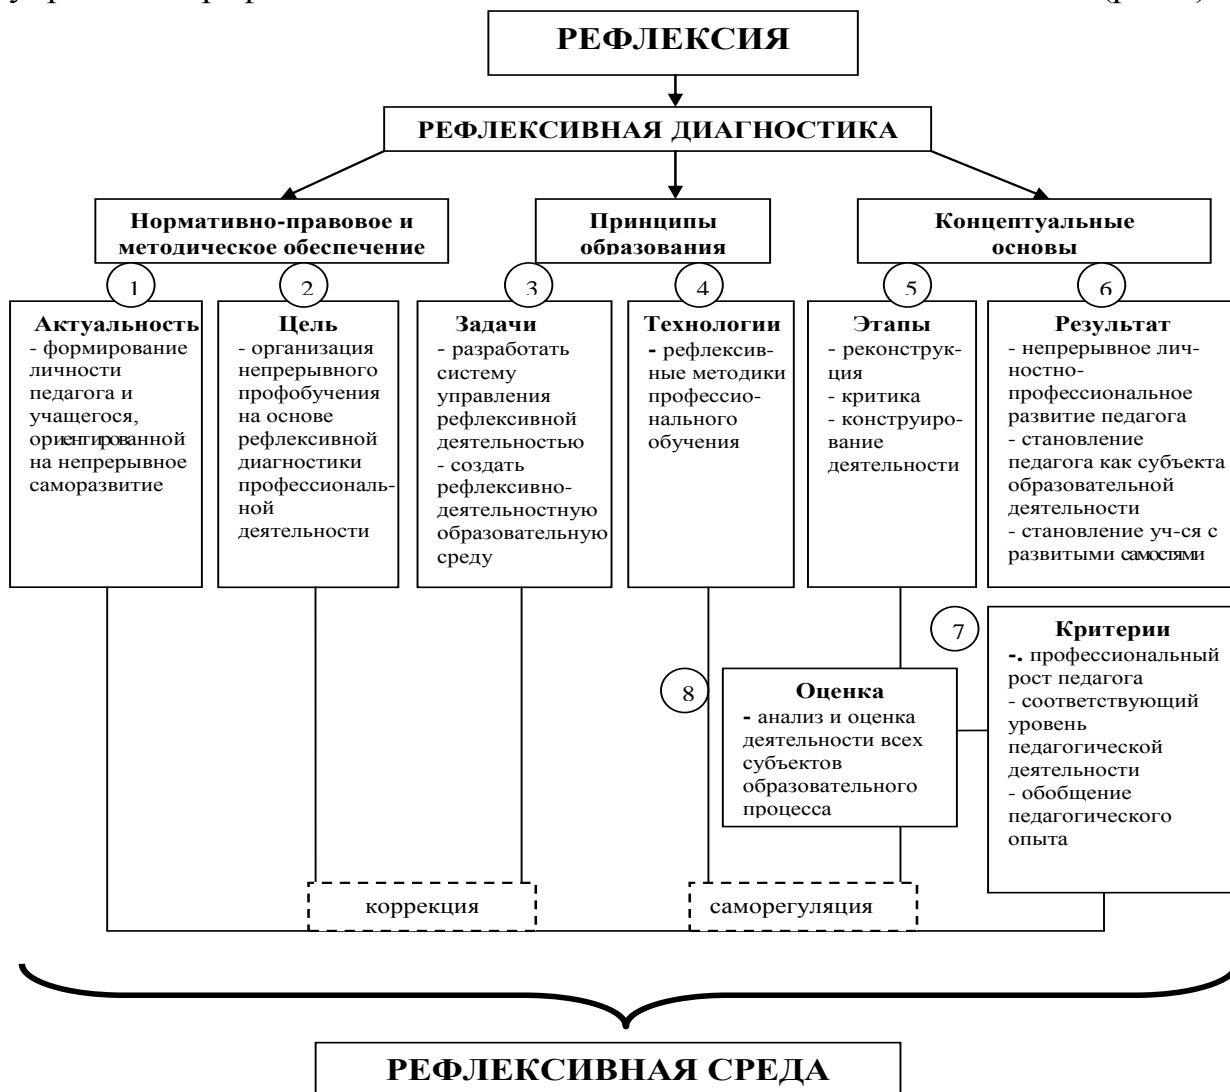 РЕФЛЕКСИЯ
РЕФЛЕКСИВНАЯ ДИАГНОСТИКА
Нормативно-правовое и
методическое обеспечение
Принципы
образования
Концептуальные
основы
1
2
3
4
5
6
Актуальность
- формирование
личности
педагога и
учащегося,
ориентированной
на непрерывное
саморазвитие
Цель
- организация
непрерывного
профобучения
на основе
рефлексивной
диагностики
профессиональ-
ной
деятельности
Задачи
- разработать
систему
управления
рефлексивной
деятельностью
- создать
рефлексивно-
деятельностную
образовательную
среду
Технологии
- рефлексив-
ные методики
профессио-
нального
обучения
Этапы
- реконструк-
ция
- критика
- конструиро-
вание
деятельности
Результат
- непрерывное лич-
ностно-
профессиональное
развитие педагога
- становление
педагога как субъекта
образовательной
деятельности
- становление уч-ся с
развитыми самостями
7
Критерии
-. профессиональный
рост педагога
- соответствующий
уровень
педагогической
деятельности
- обобщение
педагогического
опыта
8
Оценка
- анализ и оценка
деятельности всех
субъектов
образовательного
процесса
коррекция
саморегуляция
РЕФЛЕКСИВНАЯ СРЕДА